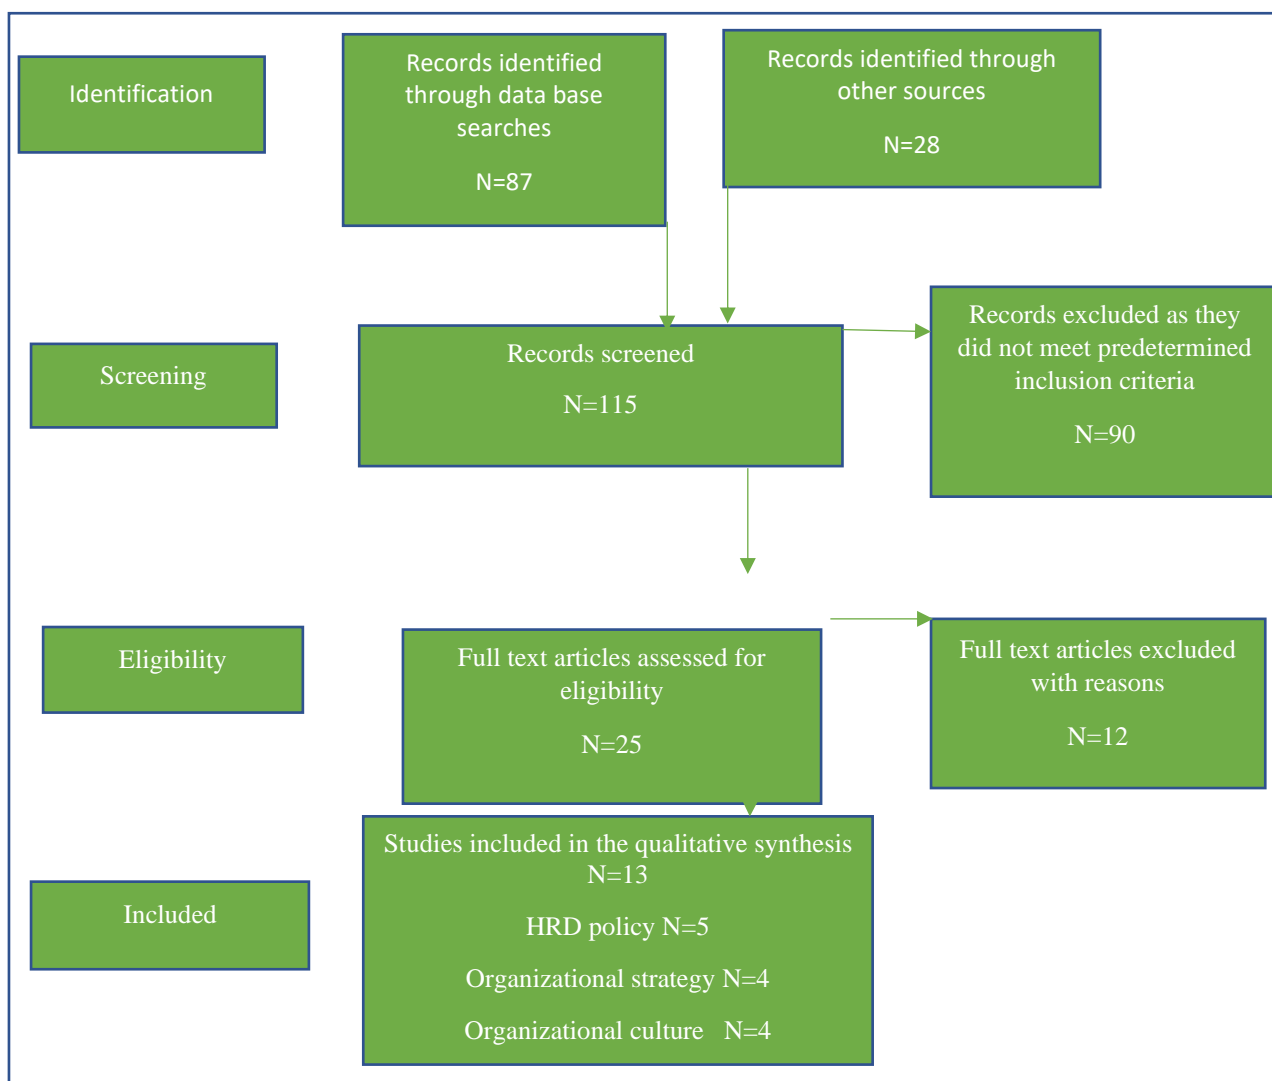 Identification
Records identified
through data base
searches
N=87
Records identified through
other sources
N=28
Screening
Records screened
N=115
Records excluded as they
did not meet predetermined
inclusion criteria
N=90
Eligibility
Full text articles assessed for
eligibility
N=25
Full text articles excluded
with reasons
N=12
Included
Studies included in the qualitative synthesis
N=13
HRD policy N=5
Organizational strategy N=4
Organizational culture N=4